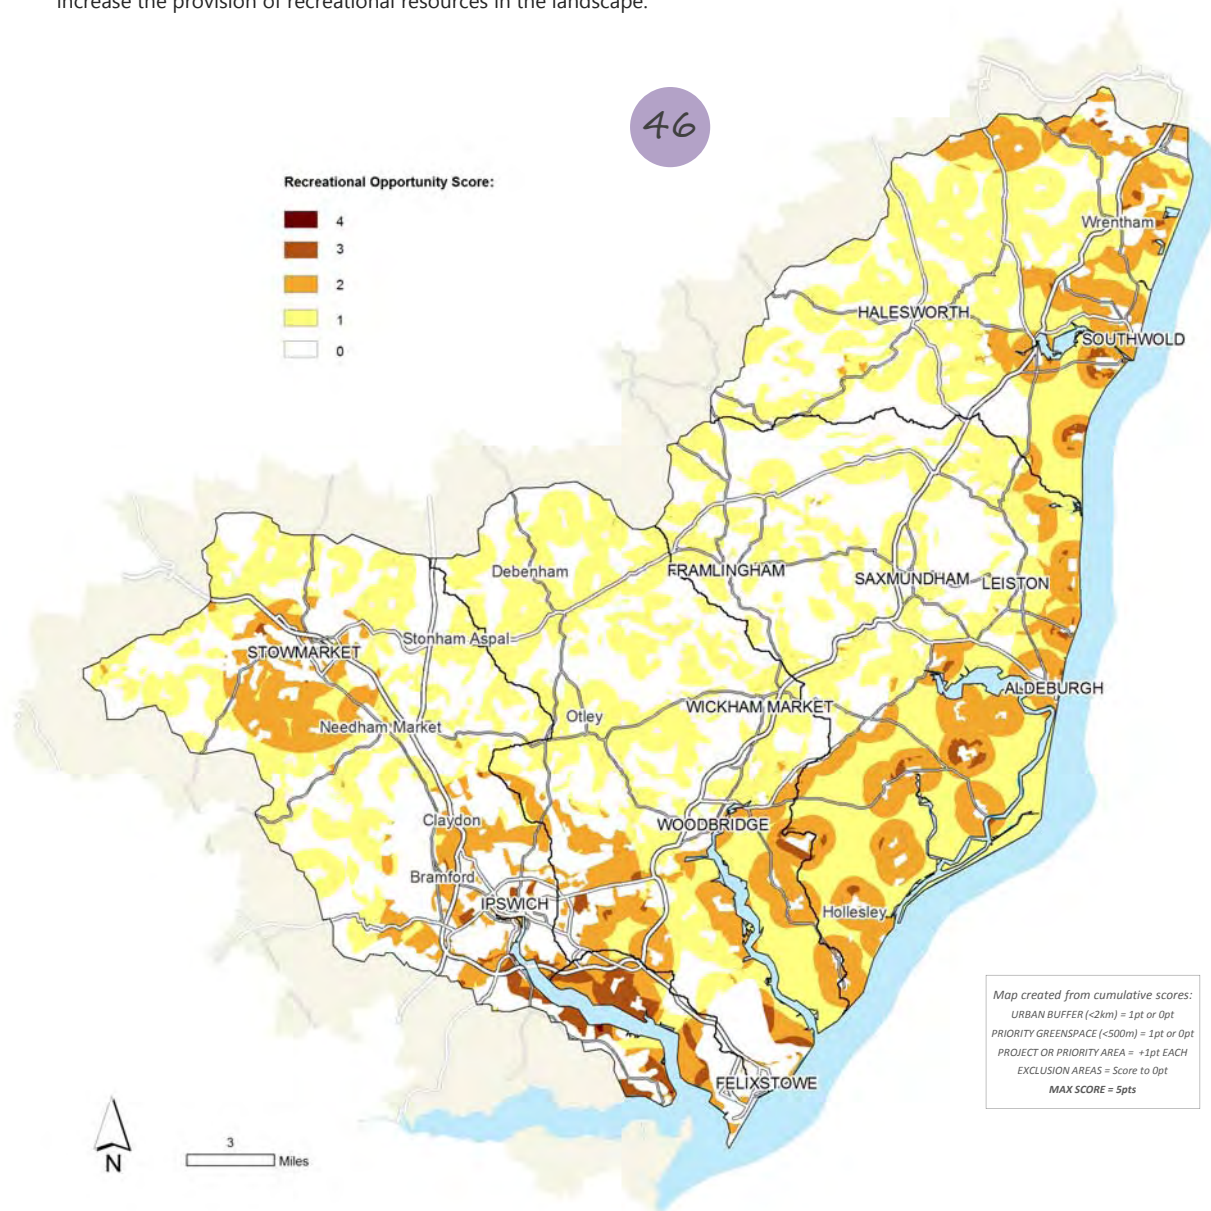 increase the provision of recreational resources in the landscape.
46
Recreational Opportunity Score:
4
3
2
1
0
Wrentham
HALESWORTH
SOUTHWOLD
Debenham
FRAMLINGHAM
SAXMUNDHAM
LEISTON
Stonham Aspal
STOWMARKET
ALDEBURGH
WICKHAM MARKET
Otley
Needham Market
Claydon
WOODBRIDGE
Bramford
IPSWICH
Hollesley
FELIXSTOWE
Map created from cumulative scores:
URBAN BUFFER (<2km) = 1pt or 0pt
PRIORITY GREENSPACE (<500m) = 1pt or 0pt
PROJECT OR PRIORITY AREA = +1pt EACH
EXCLUSION AREAS = Score to 0pt
MAX SCORE = 5pts
N
3
Miles